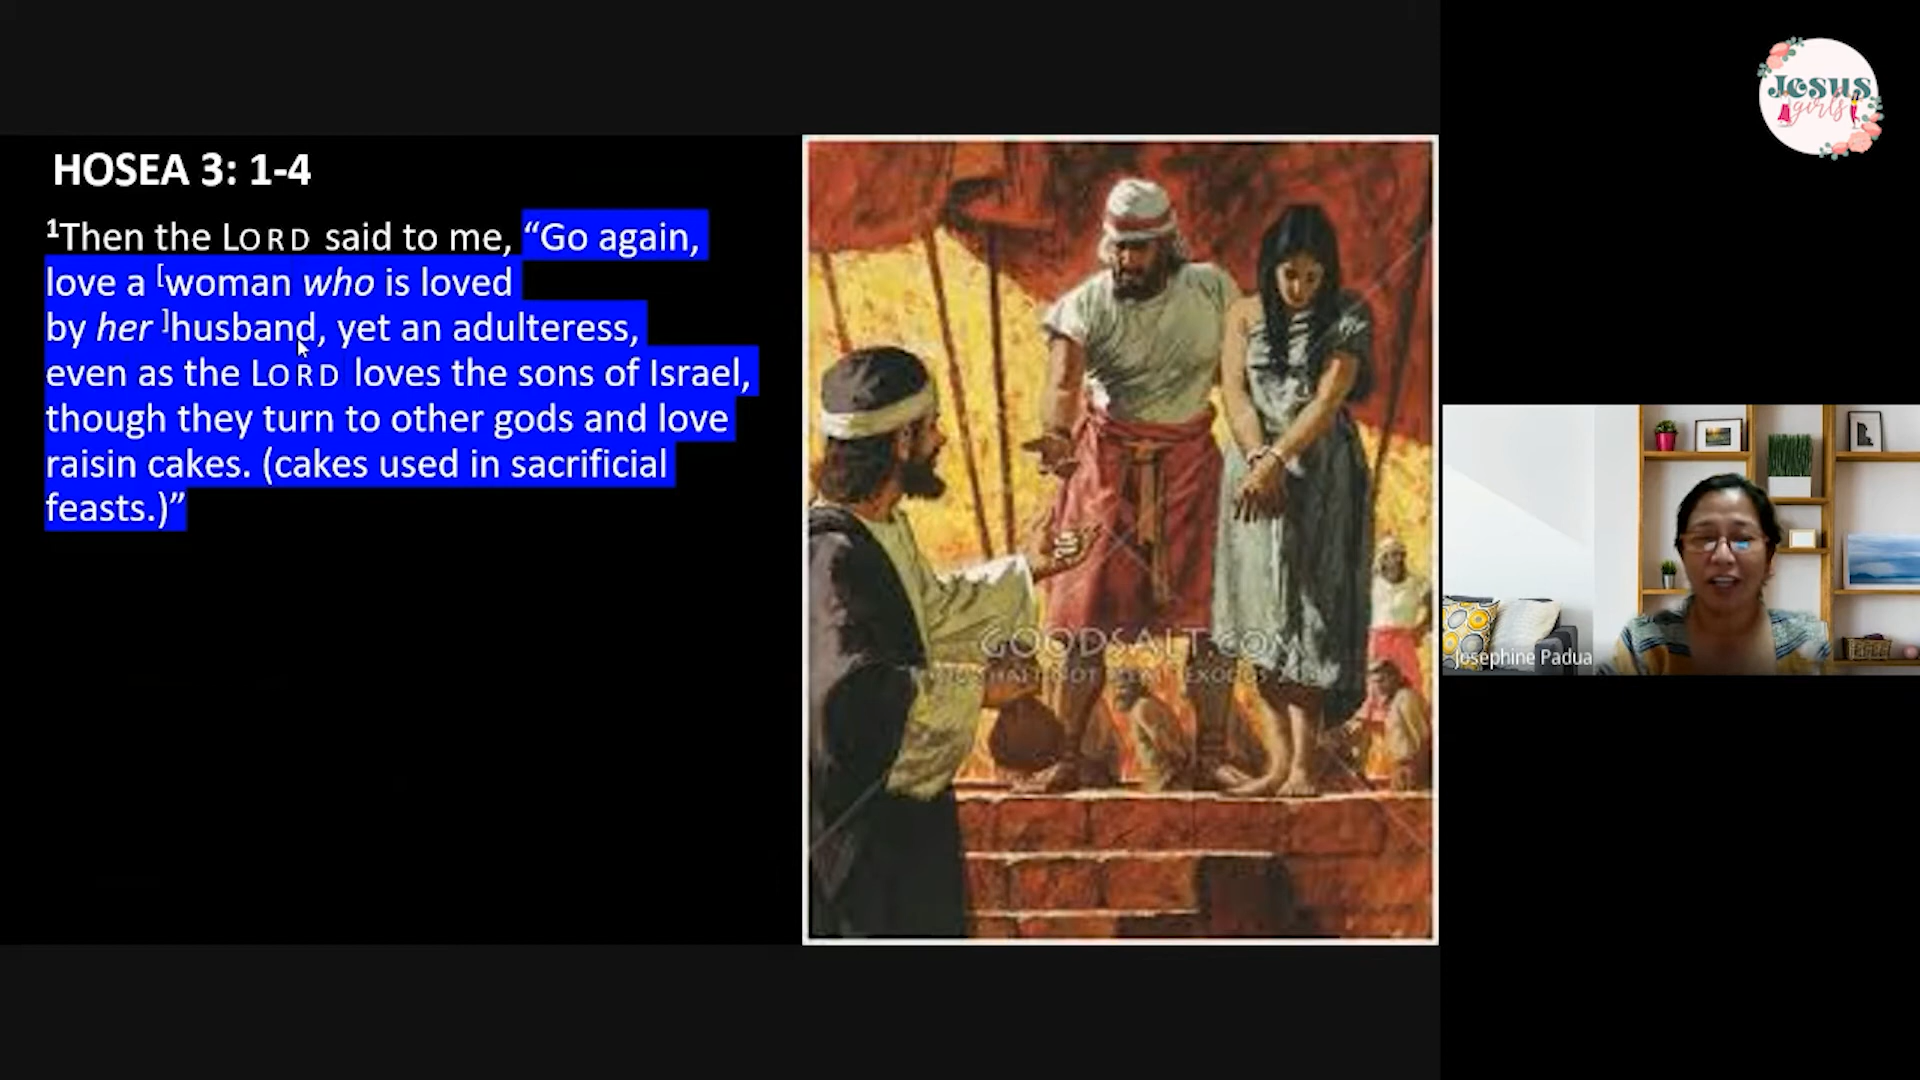 HOSEA 3: 1-4
1Then the LORD said to me, “Go again,
love a [woman who is loved
by her ]husband, yet an adulteress,
even as the LORD loves the sons of Israel,
though they turn to other gods and love
raisin cakes. (cakes used in sacrificial
feasts.)”
GOODSALT.COM
EXODUS
Jesus
girls
Josephine Padua